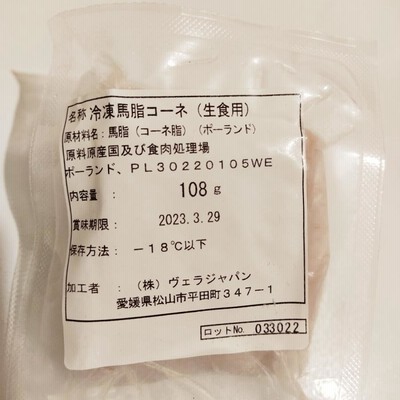 名称 冷凍馬脂コーネ（生食用）
原材料名：馬脂（コーネ脂）（ポーランド）
原料原産国及び食肉処理場
ポーランド、PL30220105WE
内容量 ： 108g
賞味期限： 2023.3.29
保存方法： －18℃以下
加工者 ： （株）ヴェラジャパン
愛媛県松山市平田町347－1
ロットNo. 033022